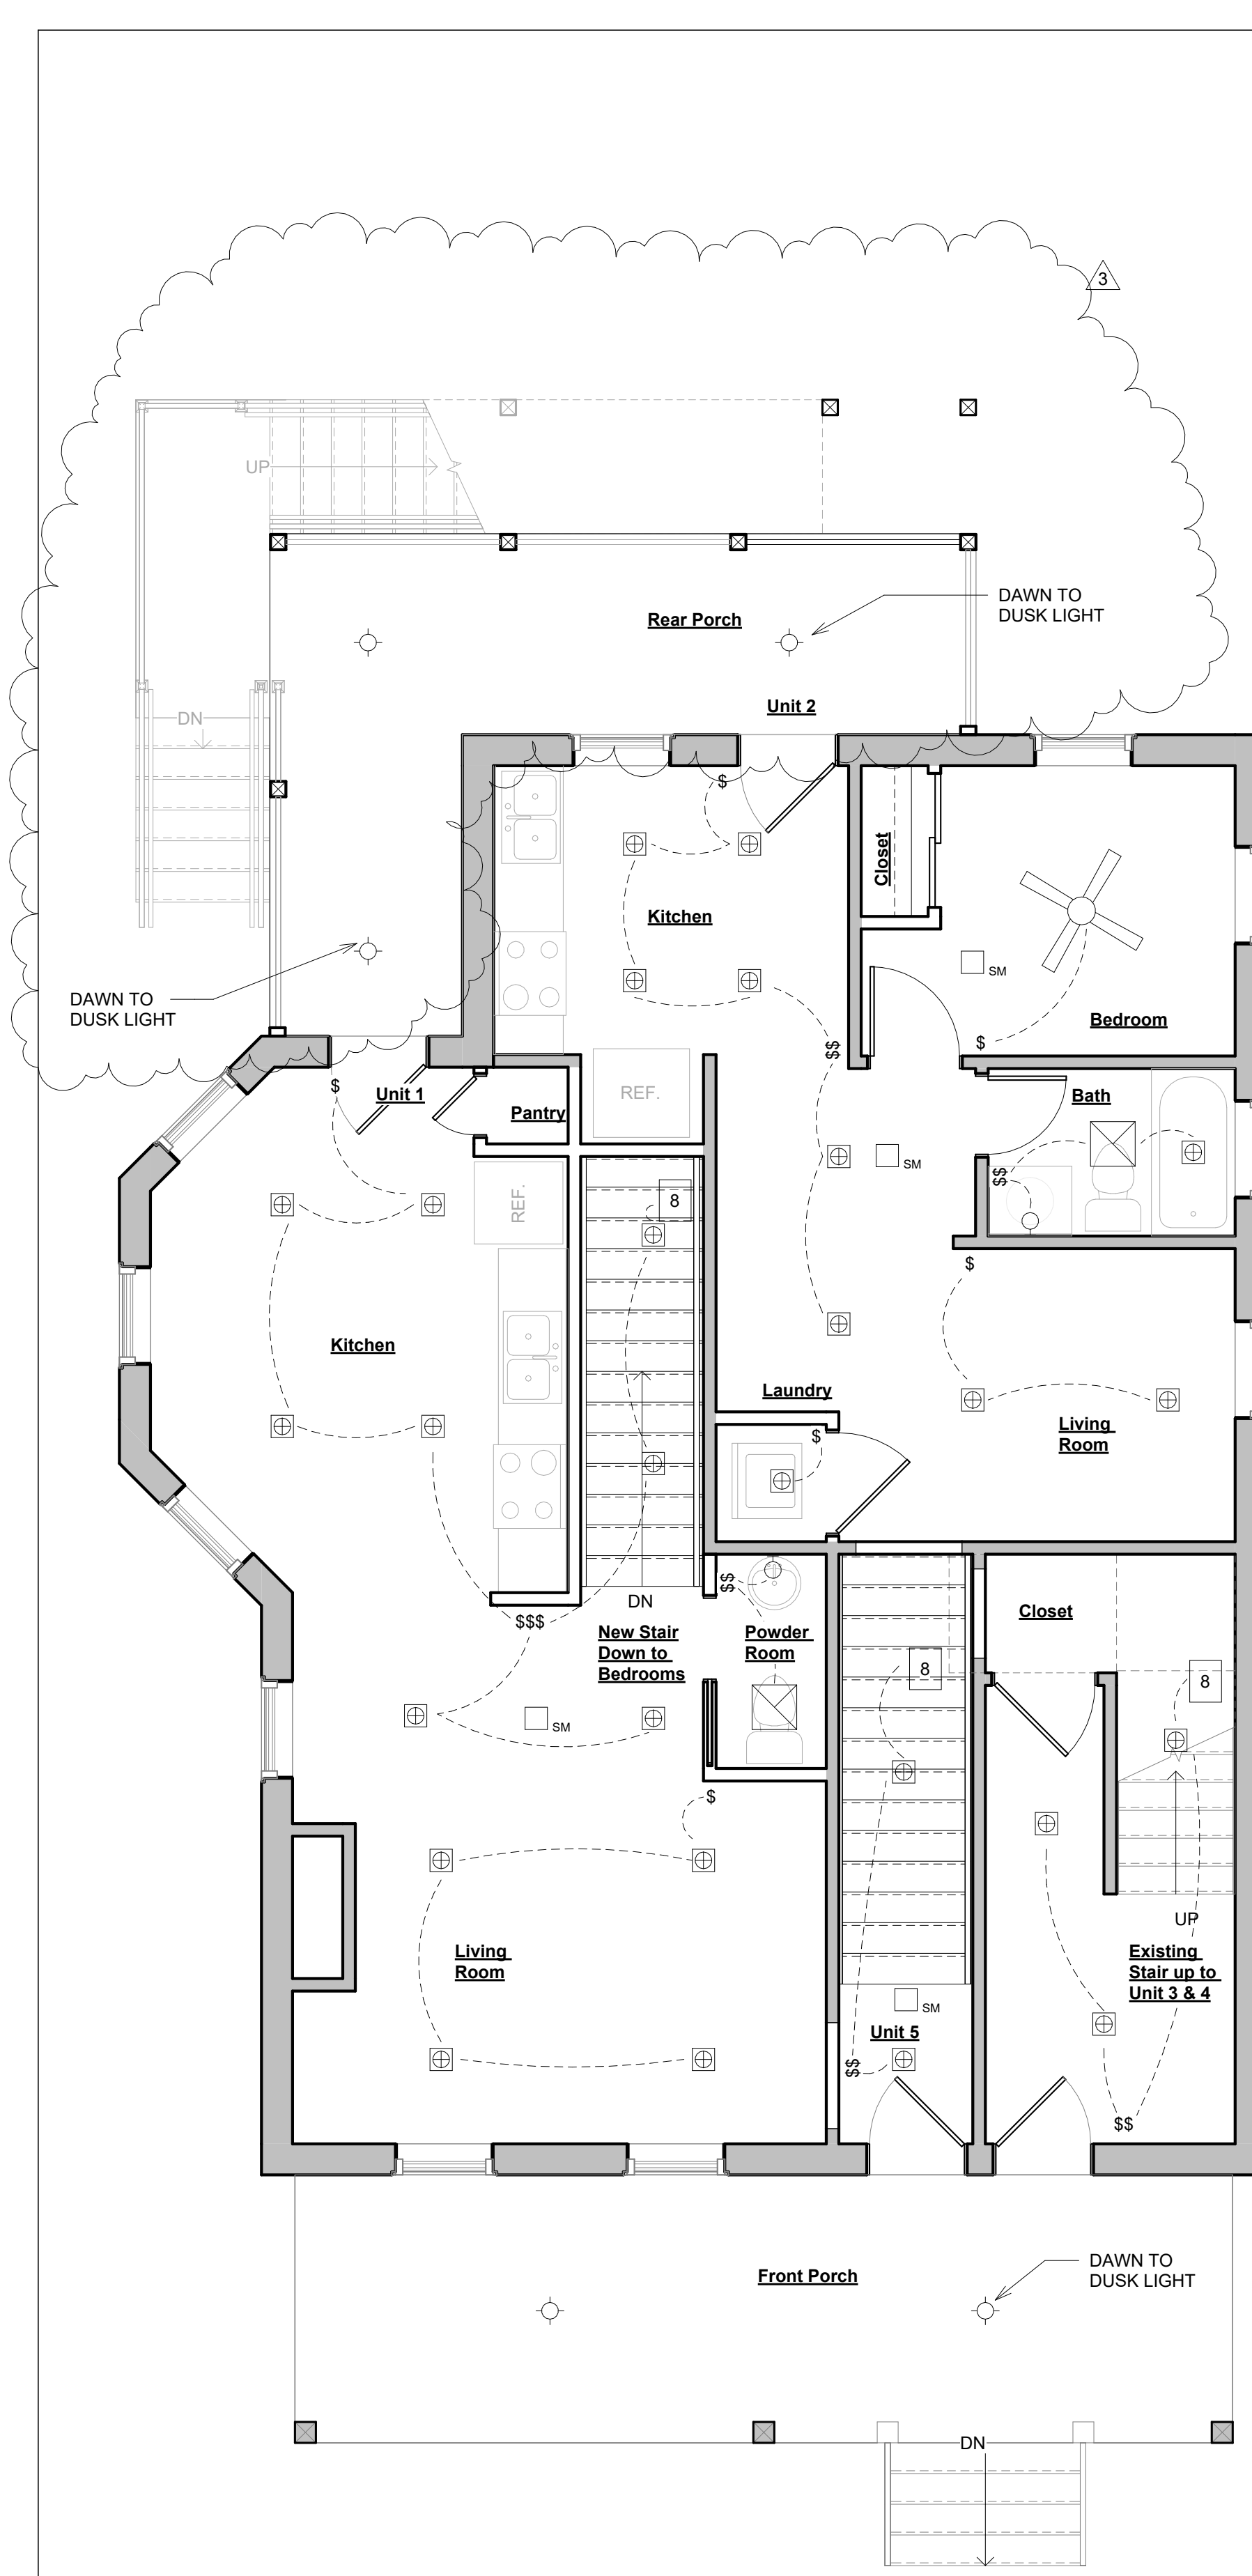 3
UP
DAWN TO
DUSK LIGHT
Rear Porch
Unit 2
DN
$
Closet
Kitchen
SM
DAWN TO
DUSK LIGHT
Bedroom
$
$$
$
Unit 1
Pantry
REF.
Bath
SM
$$
REF.
8
$
Kitchen
Laundry
Living
Room
$
DN
$$$
New Stair
Down to
Bedrooms
$$
Powder
Room
Closet
8
8
SM
$
UP
Living
Room
Existing
Stair up to
Unit 3 & 4
SM
Unit 5
$$
$$
Front Porch
DAWN TO
DUSK LIGHT
DN